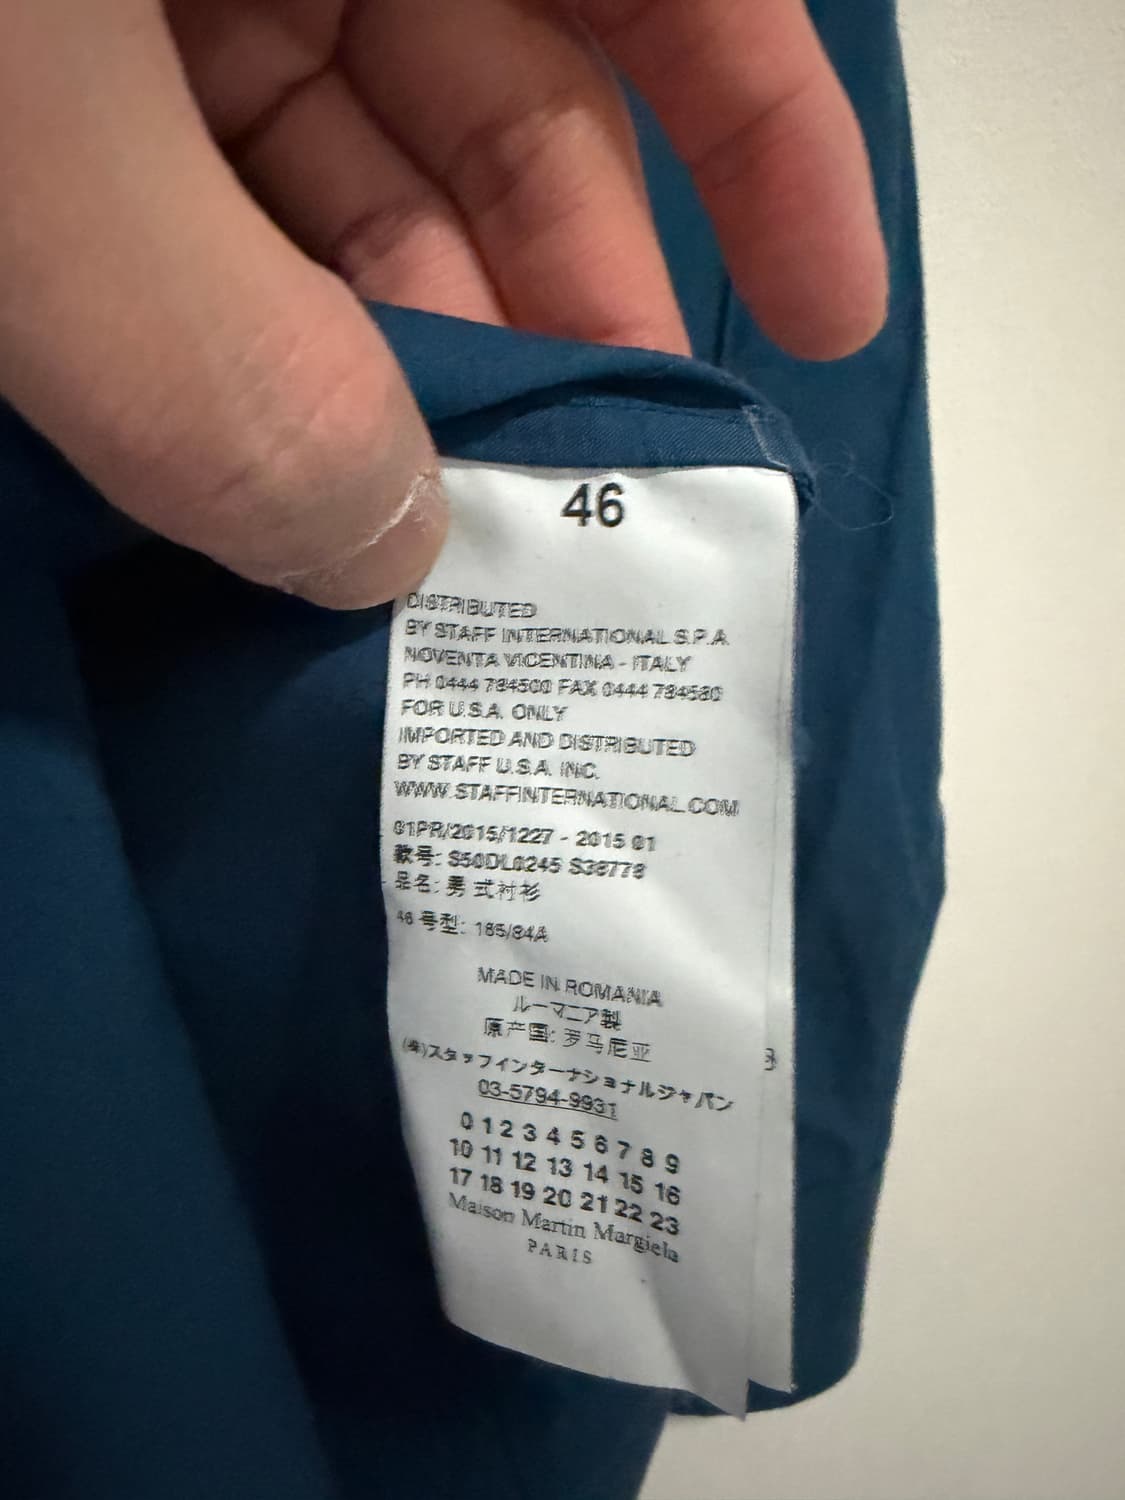 46
DISTRIBUTED
BY STAFF INTERNATIONAL S.P.A.
NOVENTA VICENTINA - ITALY
PH 0444 784500 FAX 0444 784580
FOR U.S.A. ONLY
IMPORTED AND DISTRIBUTED
BY STAFF U.S.A. INC.
WWW.STAFFINTERNATIONAL.COM
01PR/2015/1227 - 2015 01
款号: S50DL0245 S38778
品名: 男式衬衫
46 号型: 165/84A
MADE IN ROMANIA
ルーマニア製
原产国: 罗马尼亚
(株)スタッフインターナショナルジャパン
03-5794-9931
0 1 2 3 4 5 6 7 8 9
10 11 12 13 14 15 16
17 18 19 20 21 22 23
Maison Martin Margiela
PARIS